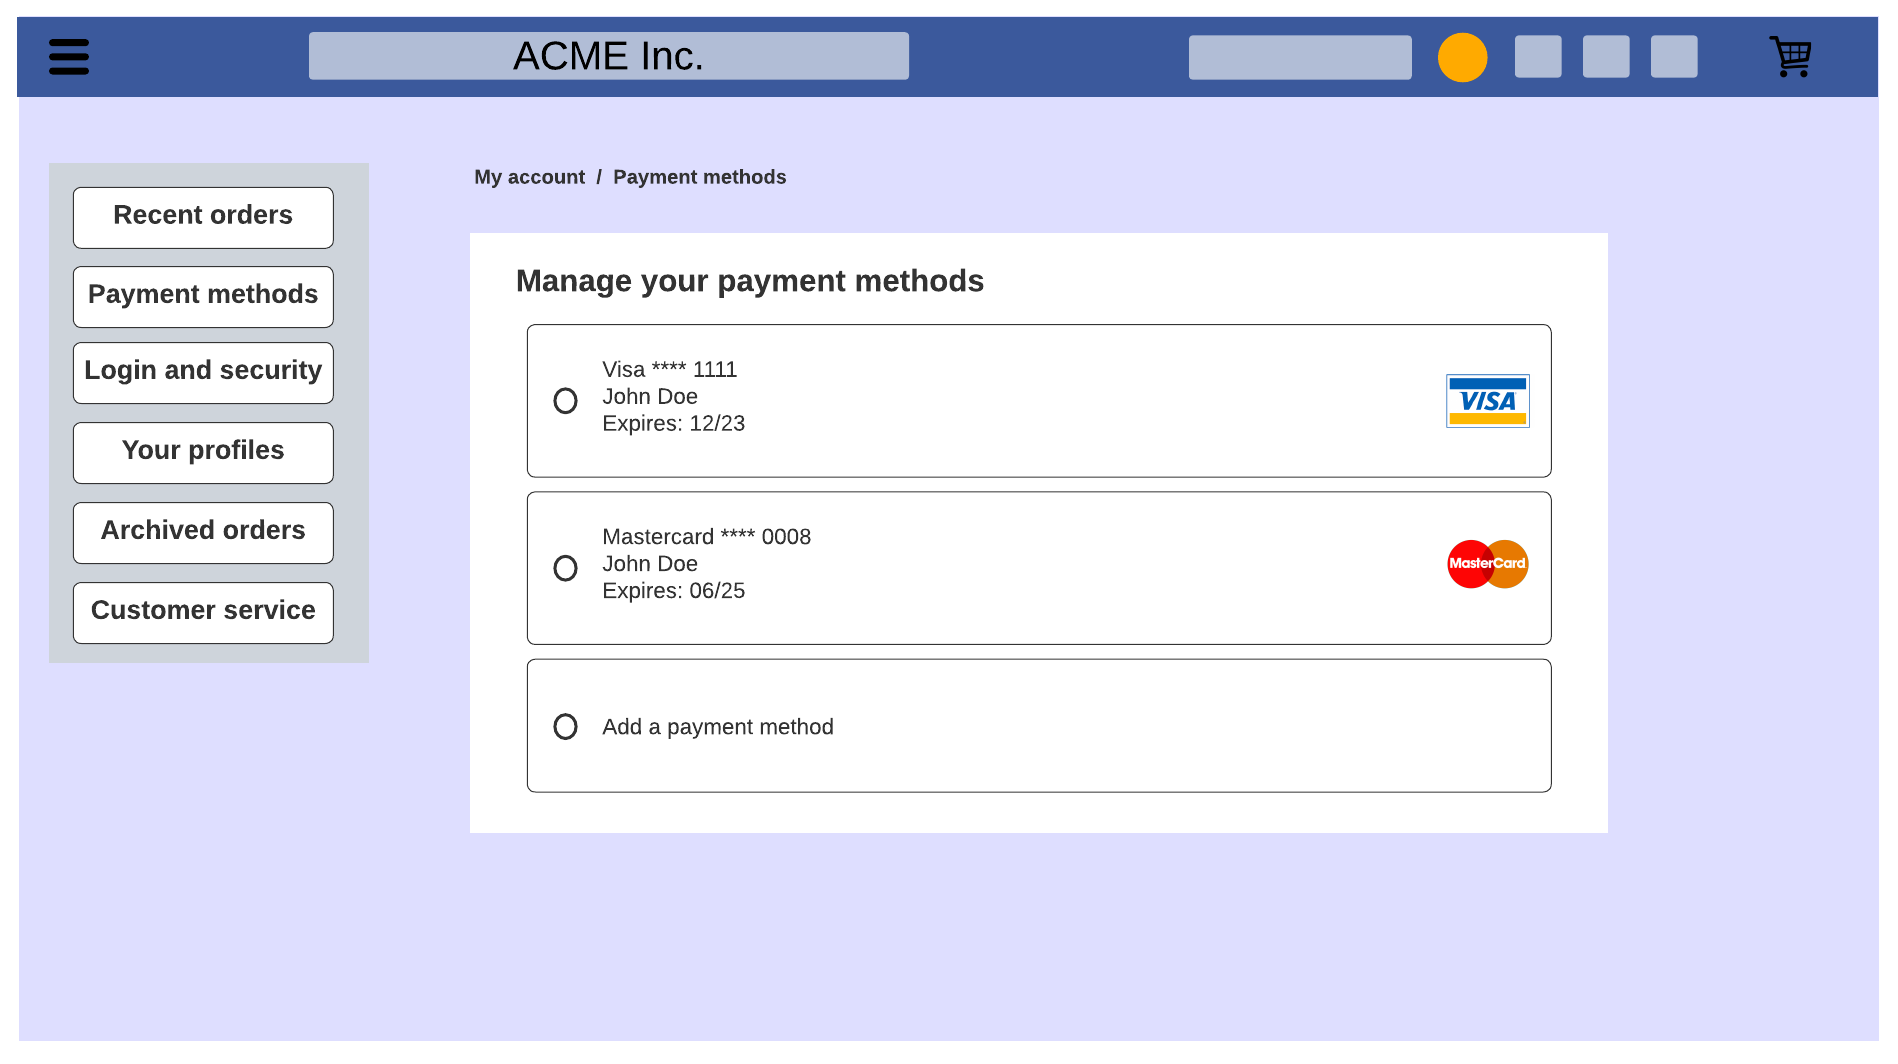 ACME Inc.
My account / Payment methods
Recent orders
Payment methods
Login and security
Your profiles
Archived orders
Customer service
Manage your payment methods
Visa **** 1111
John Doe
Expires: 12/23
VISA
Mastercard **** 0008
John Doe
Expires: 06/25
MasterCard
Add a payment method